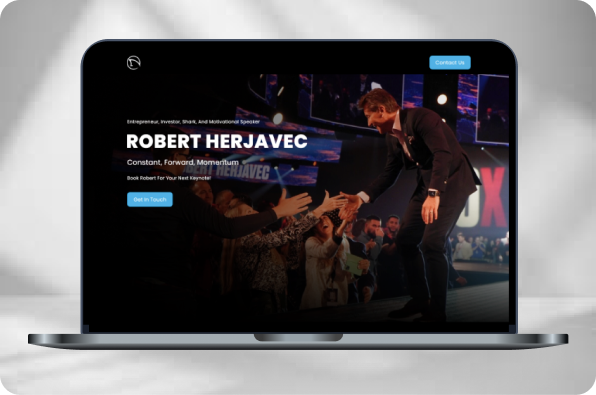 Contact Us
Entrepreneur, Investor, Shark, And Motivational Speaker
ROBERT HERJAVEC
Constant, Forward, Momentum
Book Robert For Your Next Keynote!
Get In Touch
ROBERT HERJAVEC
X